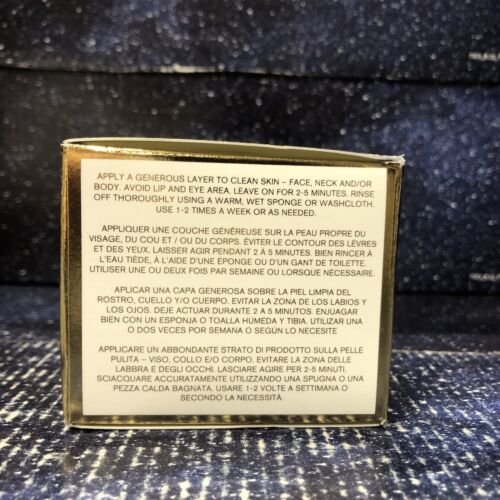 APPLY A GENEROUS LAYER TO CLEAN SKIN – FACE, NECK AND/OR
BODY. AVOID LIP AND EYE AREA. LEAVE ON FOR 2-5 MINUTES. RINSE
OFF THOROUGHLY USING A WARM, WET SPONGE OR WASHCLOTH.
USE 1-2 TIMES A WEEK OR AS NEEDED.
APPLIQUER UNE COUCHE GÉNÉREUSE SUR LA PEAU PROPRE DU
VISAGE, DU COU ET / OU DU CORPS. ÉVITER LE CONTOUR DES LÈVRES
ET DES YEUX. LAISSER AGIR PENDANT 2 À 5 MINUTES. BIEN RINCER À
L'EAU TIÈDE, À L'AIDE D'UNE ÉPONGE OU D'UN GANT DE TOILETTE.
UTILISER UNE OU DEUX FOIS PAR SEMAINE OU LORSQUE NÉCESSAIRE.
APLICAR UNA CAPA GENEROSA SOBRE LA PIEL LIMPIA DEL
ROSTRO, CUELLO Y/O CUERPO. EVITAR LA ZONA DE LOS LABIOS Y
LOS OJOS. DEJE ACTUAR DURANTE 2 A 5 MINUTOS. ENJUAGAR
BIEN CON UN ESPONJA O TOALLA HÚMEDA Y TIBIA. UTILIZAR UNA
O DOS VECES POR SEMANA O SEGÚN LO NECESITE
APPLICARE UN ABBONDANTE STRATO DI PRODOTTO SULLA PELLE
PULITA – VISO, COLLO E/O CORPO. EVITARE LA ZONA DELLE
LABBRA E DEGLI OCCHI. LASCIARE AGIRE PER 2-5 MINUTI.
SCIACQUARE ACCURATAMENTE UTILIZZANDO UNA SPUGNA O UNA
PEZZA CALDA BAGNATA. USARE 1-2 VOLTE A SETTIMANA O
SECONDO LA NECESSITÀ.